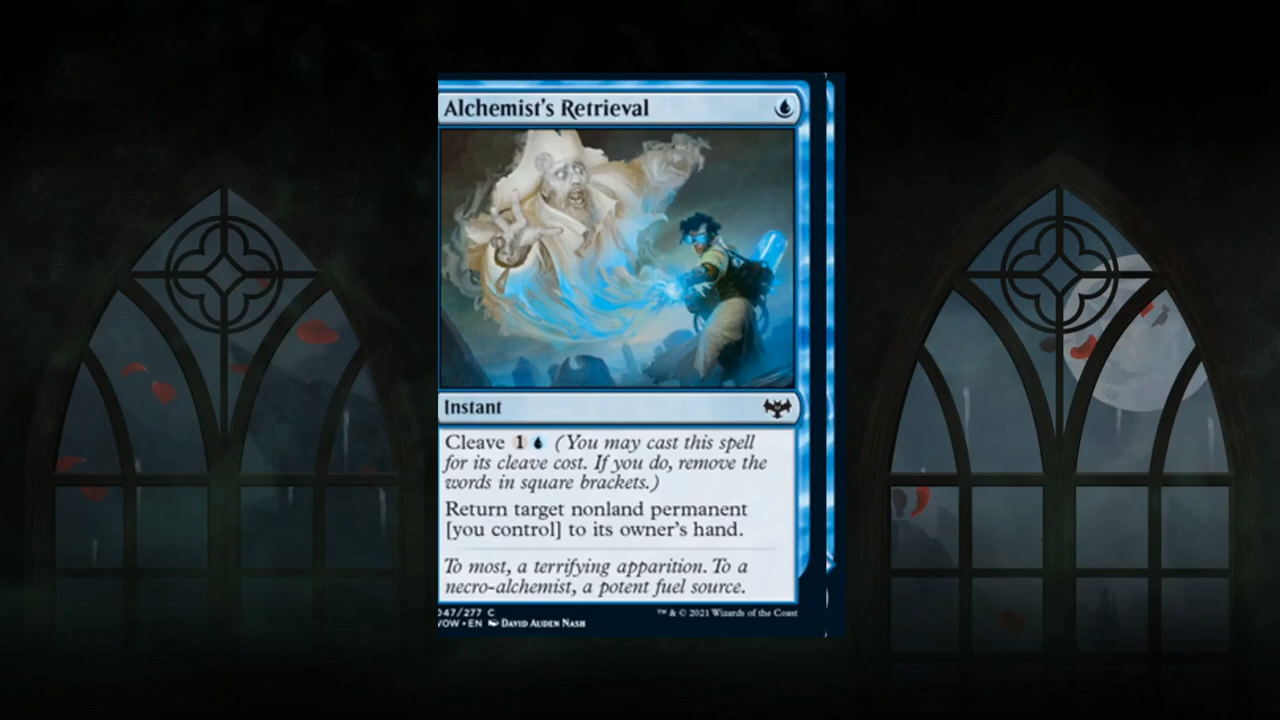 Alchemist's Retrieval
Instant
Cleave 1 (You may cast this spell
for its cleave cost. If you do, remove the
words in square brackets.)
Return target nonland permanent
[you control] to its owner's hand.
To most, a terrifying apparition. To a
necro-alchemist, a potent fuel source.
047/277 C
™ & © 2021 Wizards of the Coast
VOW • EN David Auden Nash